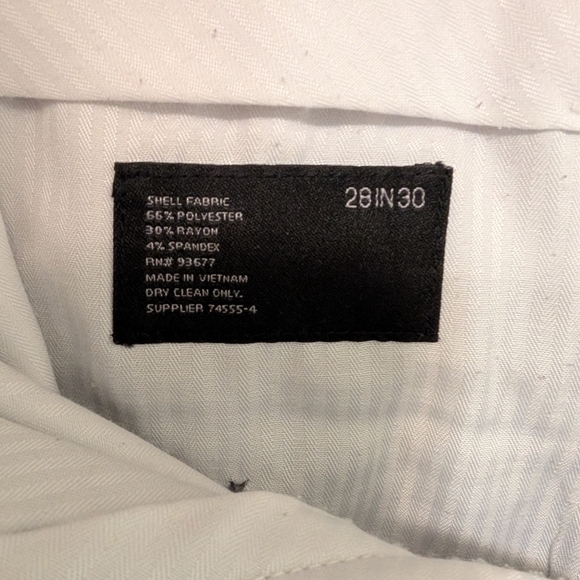 28IN30
SHELL FABRIC
66% POLYESTER
30% RAYON
4% SPANDEX
RN# 93677
MADE IN VIETNAM
DRY CLEAN ONLY.
SUPPLIER 74555-4